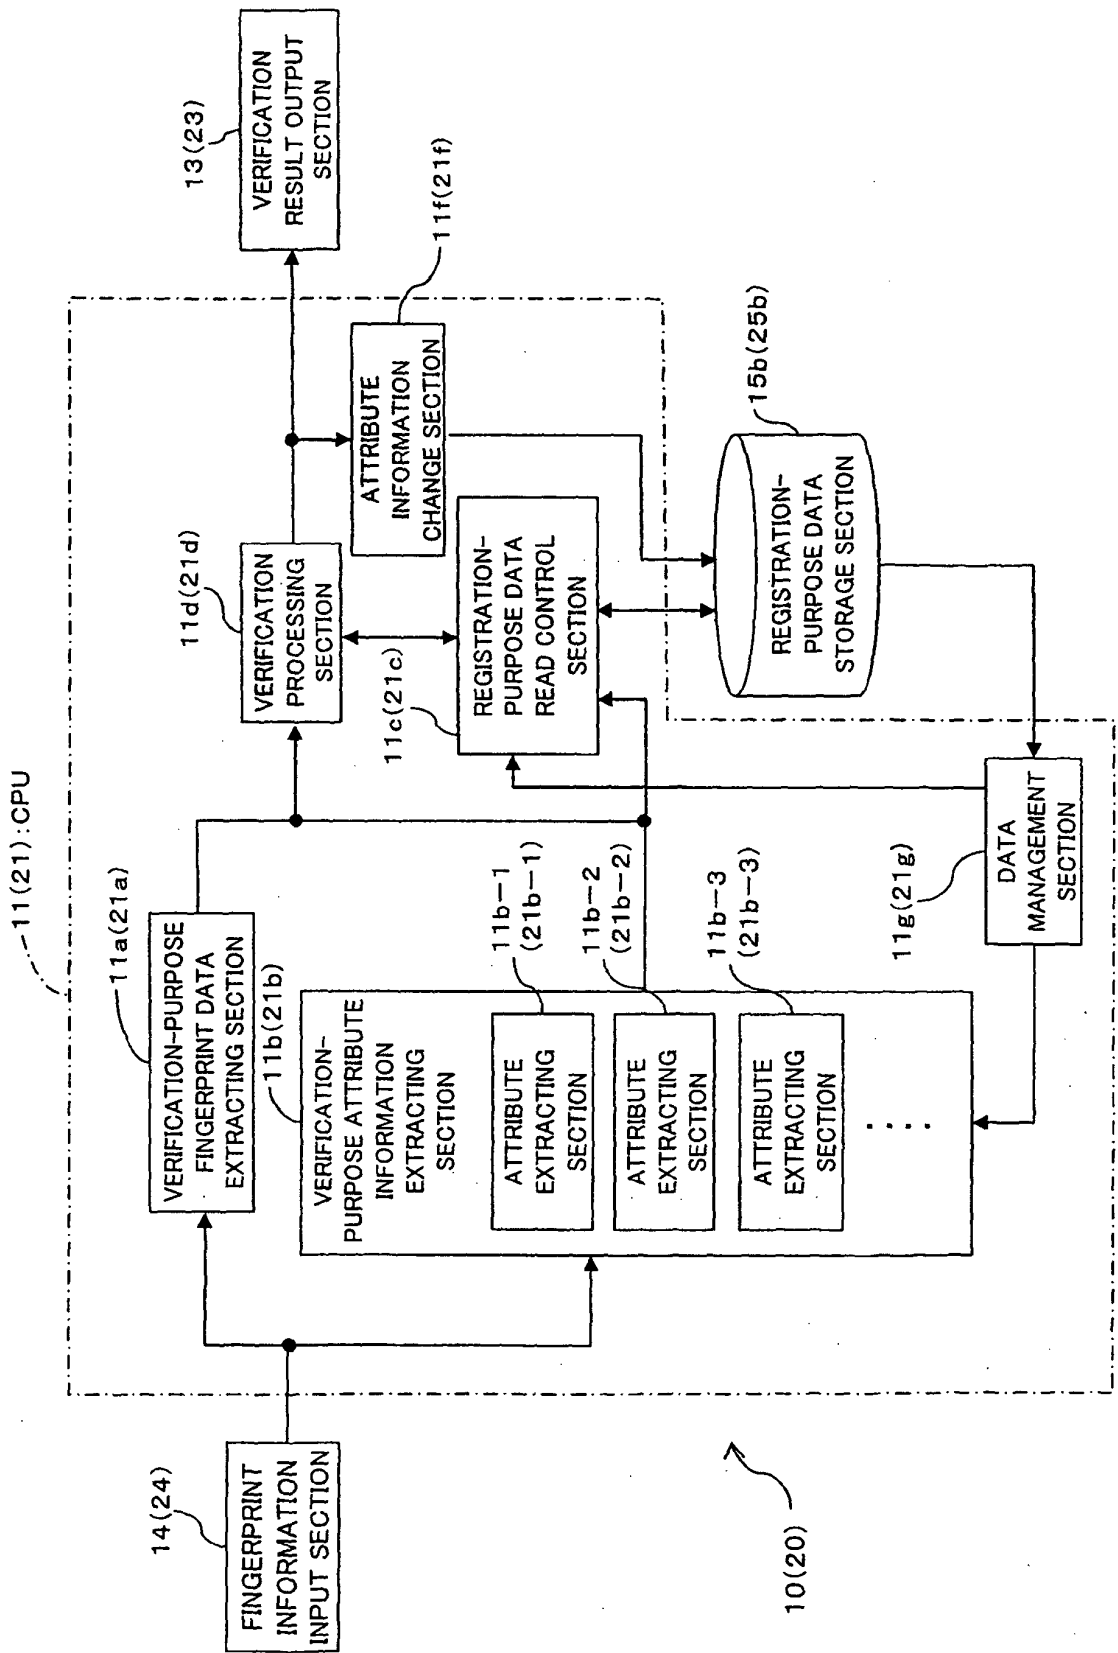 11(21):CPU
14(24)
FINGERPRINT
INFORMATION
INPUT SECTION
11a(21a)
VERIFICATION-PURPOSE
FINGERPRINT DATA
EXTRACTING SECTION
11b(21b)
VERIFICATION-
PURPOSE ATTRIBUTE
INFORMATION
EXTRACTING
SECTION
ATTRIBUTE
EXTRACTING
SECTION
11b-1
(21b-1)
ATTRIBUTE
EXTRACTING
SECTION
11b-2
(21b-2)
ATTRIBUTE
EXTRACTING
SECTION
11b-3
(21b-3)
....
11d(21d)
VERIFICATION
PROCESSING
SECTION
11c(21c)
REGISTRATION-
PURPOSE DATA
READ CONTROL
SECTION
ATTRIBUTE
INFORMATION
CHANGE SECTION
11f(21f)
13(23)
VERIFICATION
RESULT OUTPUT
SECTION
15b(25b)
REGISTRATION-
PURPOSE DATA
STORAGE SECTION
11g(21g)
DATA
MANAGEMENT
SECTION
10(20)